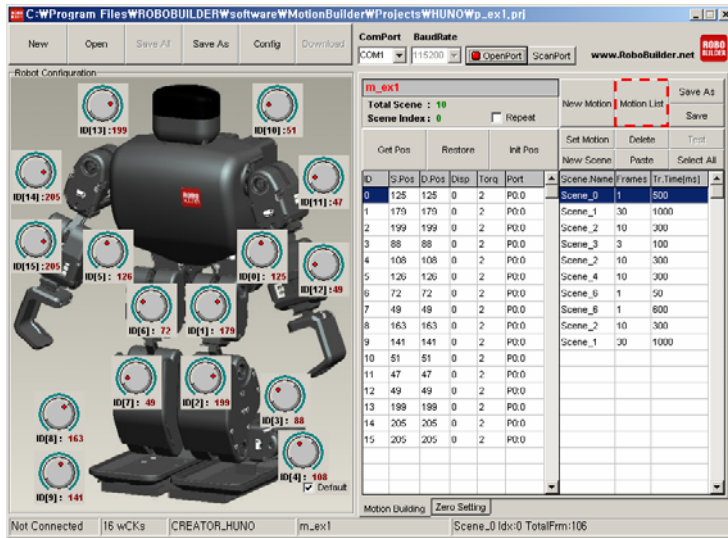 C:₩Program Files₩ROBOBUILDER₩software₩MotionBuilder₩Projects₩HUNO₩p_ex1.prj
New Open Save All Save As Config Download
ComPort BaudRate
COM1 115200 OpenPort ScanPort www.RoboBuilder.net ROBO BUILDER
Robot Configuration
ID[13] :199
ID[10] :51
ID[14] :205
ID[11] :47
ID[15] :205
ID[5] : 126
ID[0] : 125
ID[12] :49
ID[6] : 72
ID[1] : 179
ID[7] : 49
ID[2] : 199
ID[3] : 88
ID[8] : 163
ID[4] : 108
ID[9] : 141
Default
m_ex1
Total Scene : 10
Scene Index : 0 Repeat
New Motion Motion List Save As
Save
Get Pos Restore Init Pos
Set Motion Delete Test
New Scene Paste Select All
ID S.Pos D.Pos Disp Torq Port
0 125 125 0 2 P0:0
1 179 179 0 2 P0:0
2 199 199 0 2 P0:0
3 88 88 0 2 P0:0
4 108 108 0 2 P0:0
5 126 126 0 2 P0:0
6 72 72 0 2 P0:0
7 49 49 0 2 P0:0
8 163 163 0 2 P0:0
9 141 141 0 2 P0:0
10 51 51 0 2 P0:0
11 47 47 0 2 P0:0
12 49 49 0 2 P0:0
13 199 199 0 2 P0:0
14 205 205 0 2 P0:0
15 205 205 0 2 P0:0
Scene.Name Frames Tr.Time[ms]
Scene_0 1 500
Scene_1 30 1000
Scene_2 10 300
Scene_3 3 100
Scene_2 10 300
Scene_4 10 300
Scene_6 1 50
Scene_6 1 600
Scene_2 10 300
Scene_1 30 1000
Motion Building Zero Setting
Not Connected 16 wCKs CREATOR_HUNO m_ex1 Scene_0 Idx:0 TotalFrm:106